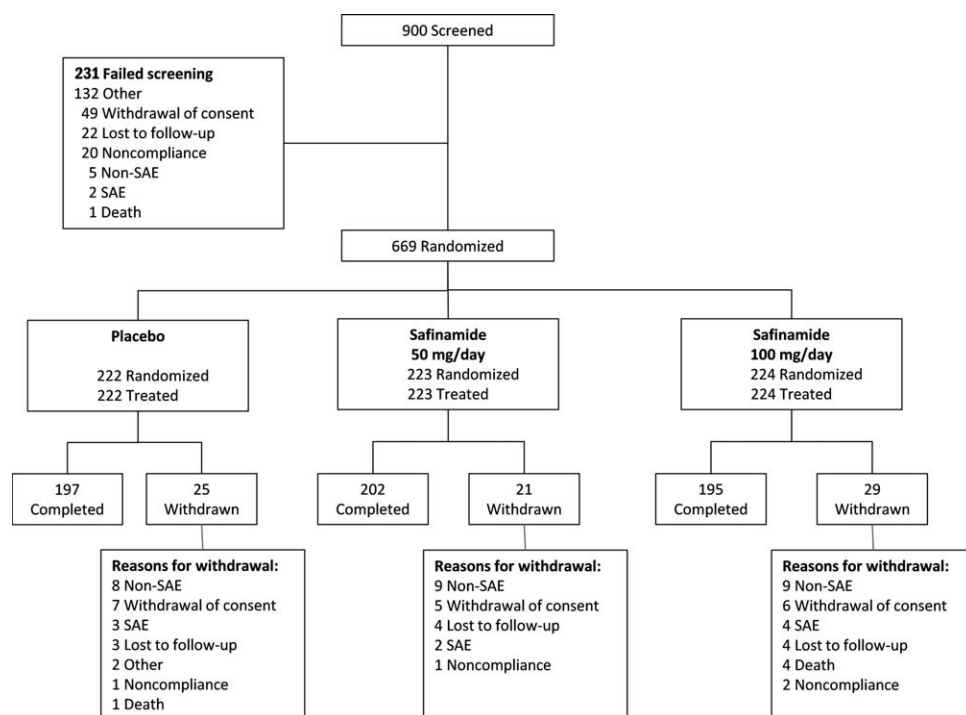 900 Screened
231 Failed screening
132 Other
49 Withdrawal of consent
22 Lost to follow-up
20 Noncompliance
5 Non-SAE
2 SAE
1 Death
669 Randomized
Placebo
222 Randomized
222 Treated
Safinamide
50 mg/day
223 Randomized
223 Treated
Safinamide
100 mg/day
224 Randomized
224 Treated
197
Completed
25
Withdrawn
202
Completed
21
Withdrawn
195
Completed
29
Withdrawn
Reasons for withdrawal:
8 Non-SAE
7 Withdrawal of consent
3 SAE
3 Lost to follow-up
2 Other
1 Noncompliance
1 Death
Reasons for withdrawal:
9 Non-SAE
5 Withdrawal of consent
4 Lost to follow-up
2 SAE
1 Noncompliance
Reasons for withdrawal:
9 Non-SAE
6 Withdrawal of consent
4 SAE
4 Lost to follow-up
4 Death
2 Noncompliance